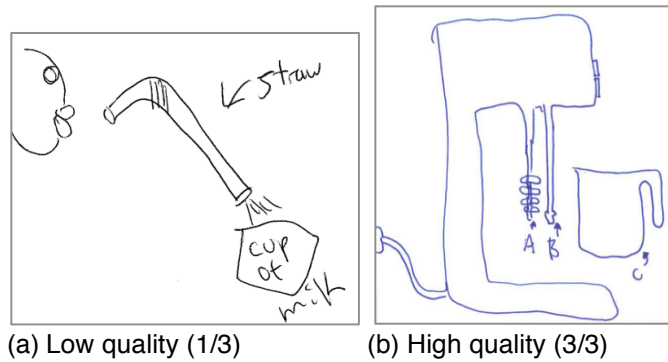 straw
cup
of
milk
A
B
C
(a) Low quality (1/3)
(b) High quality (3/3)